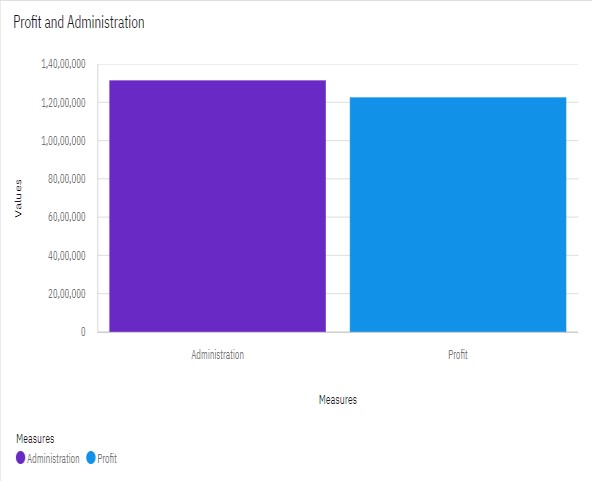 Profit and Administration
1,40,00,000
1,20,00,000
1,00,00,000
80,00,000
60,00,000
40,00,000
20,00,000
0
Values
Administration Profit
Measures
Measures
Administration Profit